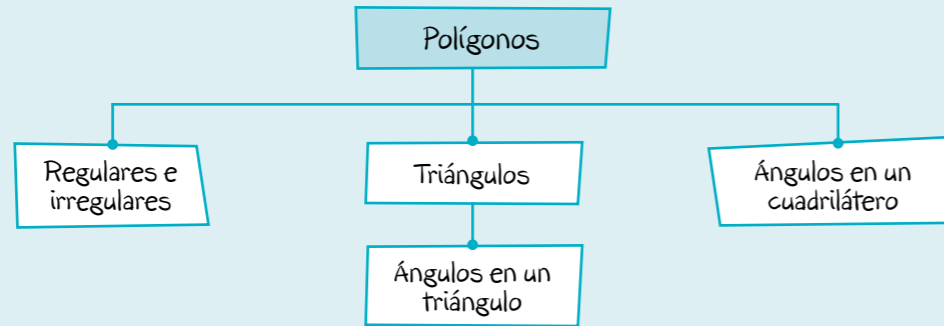 Polígonos
Regulares e
irregulares
Triángulos
Ángulos en un
cuadrilátero
Ángulos en un
triángulo